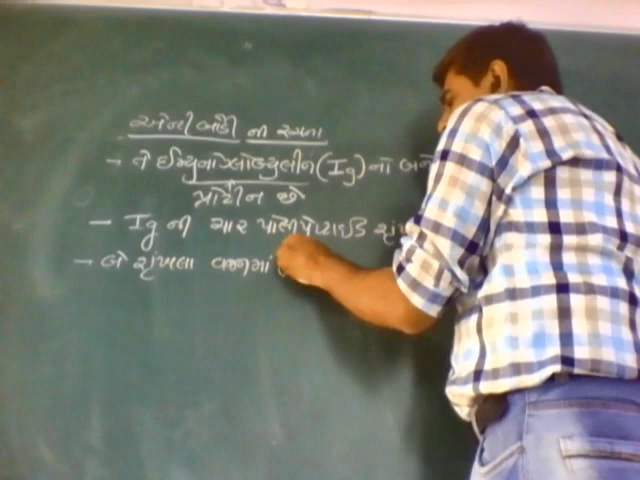 એન્ટીબોડી ની રચના
- તે ઈમ્યુનોગ્લોબ્યુલીન (Ig) નો બને
પ્રોટીન છે
- Ig ની ચાર પોલીપેપ્ટાઈડ શૃંખ
- બે શૃંખલા વજનમાં